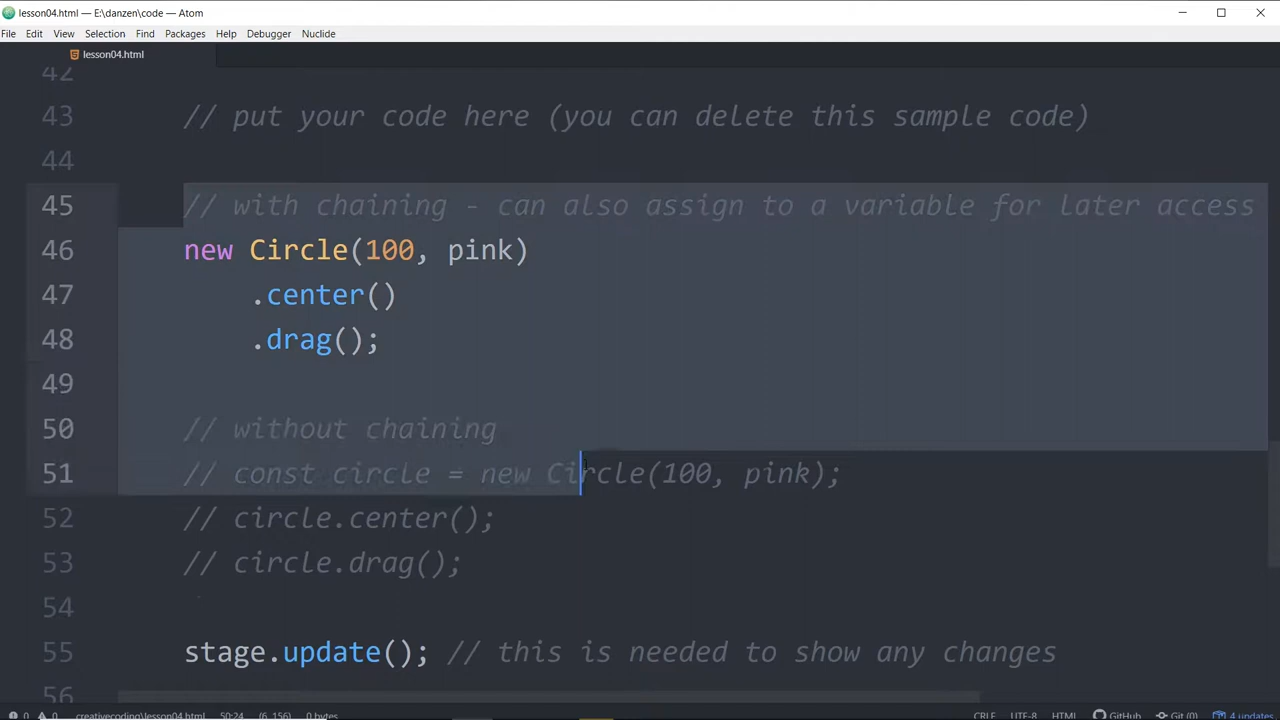 lesson04.html — E:\danzen\code — Atom
File Edit View Selection Find Packages Help Debugger Nuclide
lesson04.html
42
43 // put your code here (you can delete this sample code)
44
45 // with chaining - can also assign to a variable for later access
46 new Circle(100, pink)
47 .center()
48 .drag();
49
50 // without chaining
51 // const circle = new Circle(100, pink);
52 // circle.center();
53 // circle.drag();
54
55 stage.update(); // this is needed to show any changes
56
0 0 creativecoding\lesson04.html 50:24 (6, 156) 0 bytes CRLF UTF-8 HTML GitHub Git (0) 4 updates